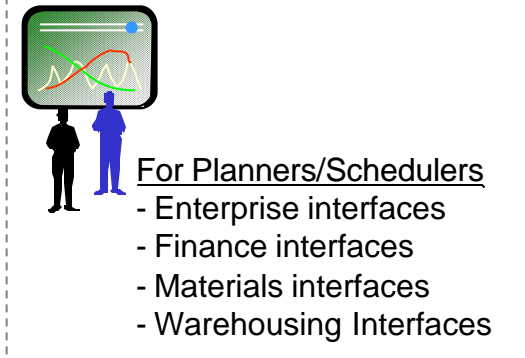 For Planners/Schedulers
- Enterprise interfaces
- Finance interfaces
- Materials interfaces
- Warehousing Interfaces